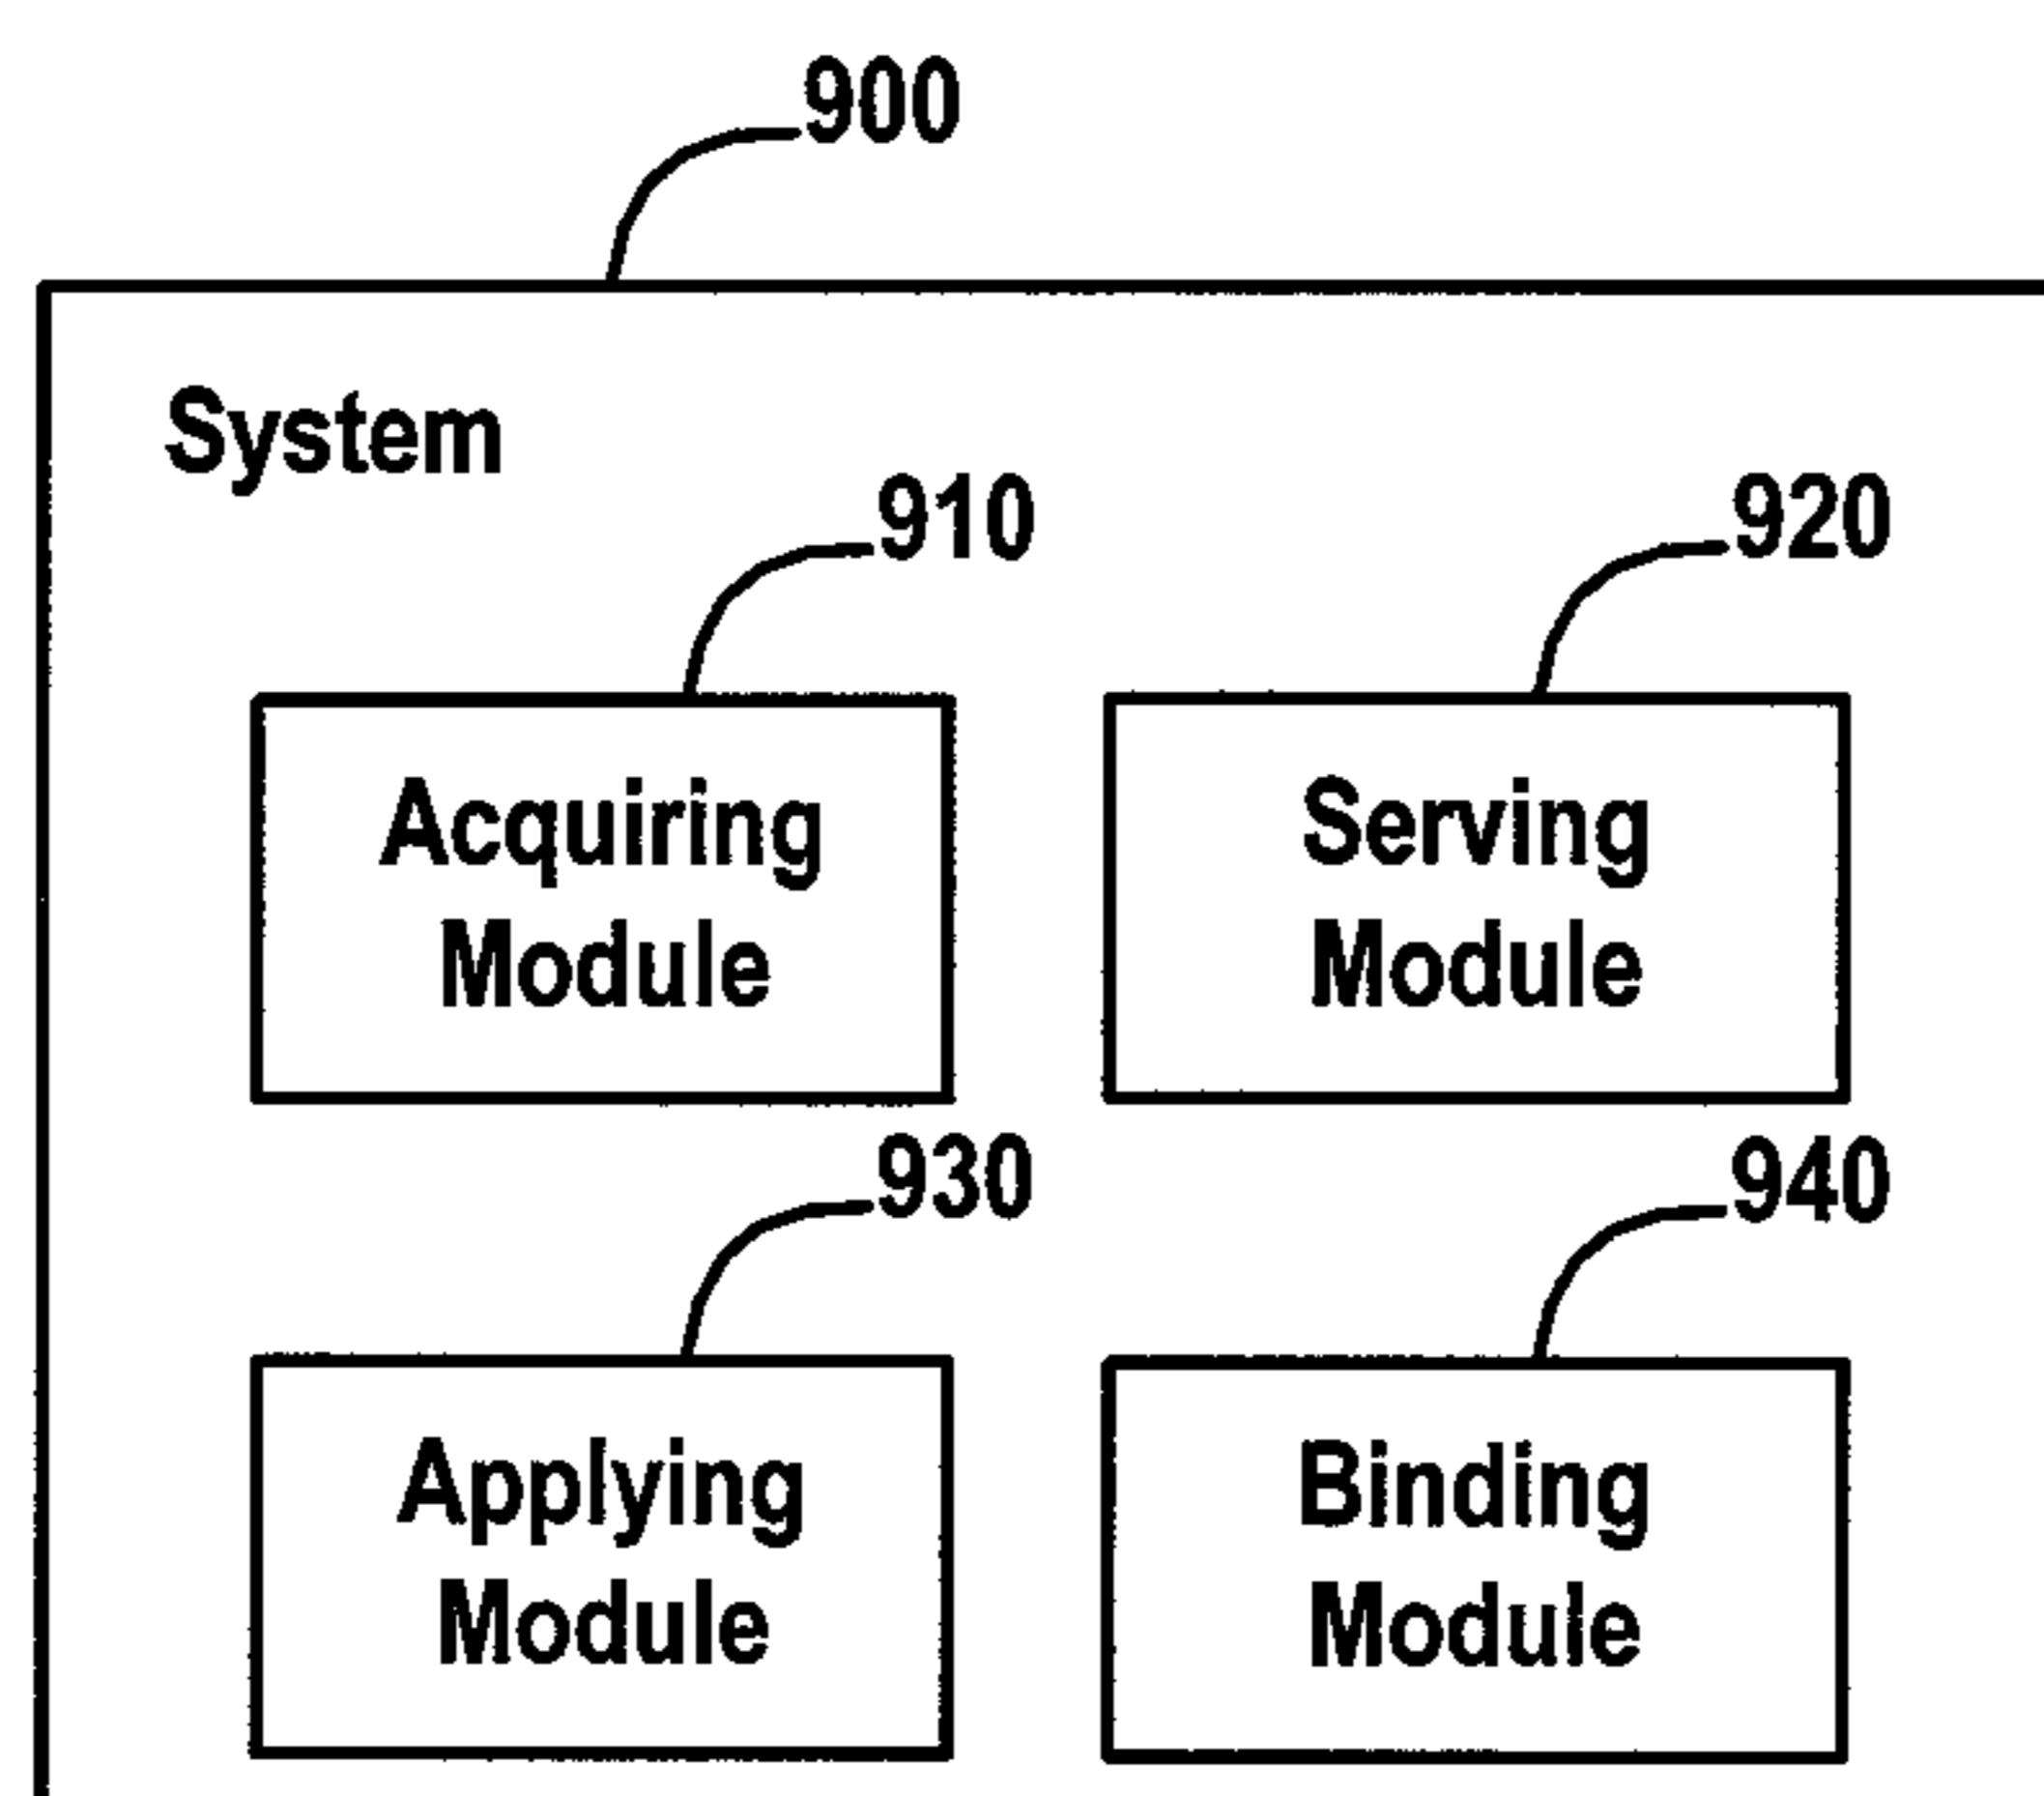 900
System
910
920
Acquiring
Module
Serving
Module
930
940
Applying
Module
Binding
Module